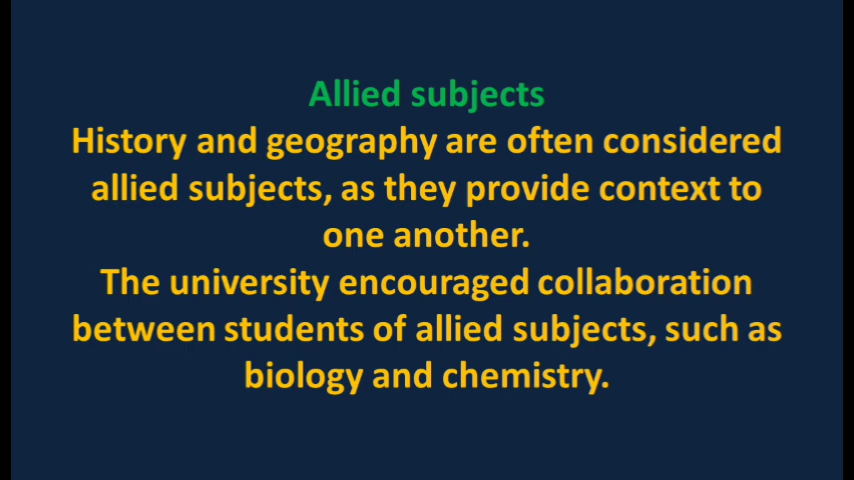 Allied subjects
History and geography are often considered
allied subjects, as they provide context to
one another.
The university encouraged collaboration
between students of allied subjects, such as
biology and chemistry.